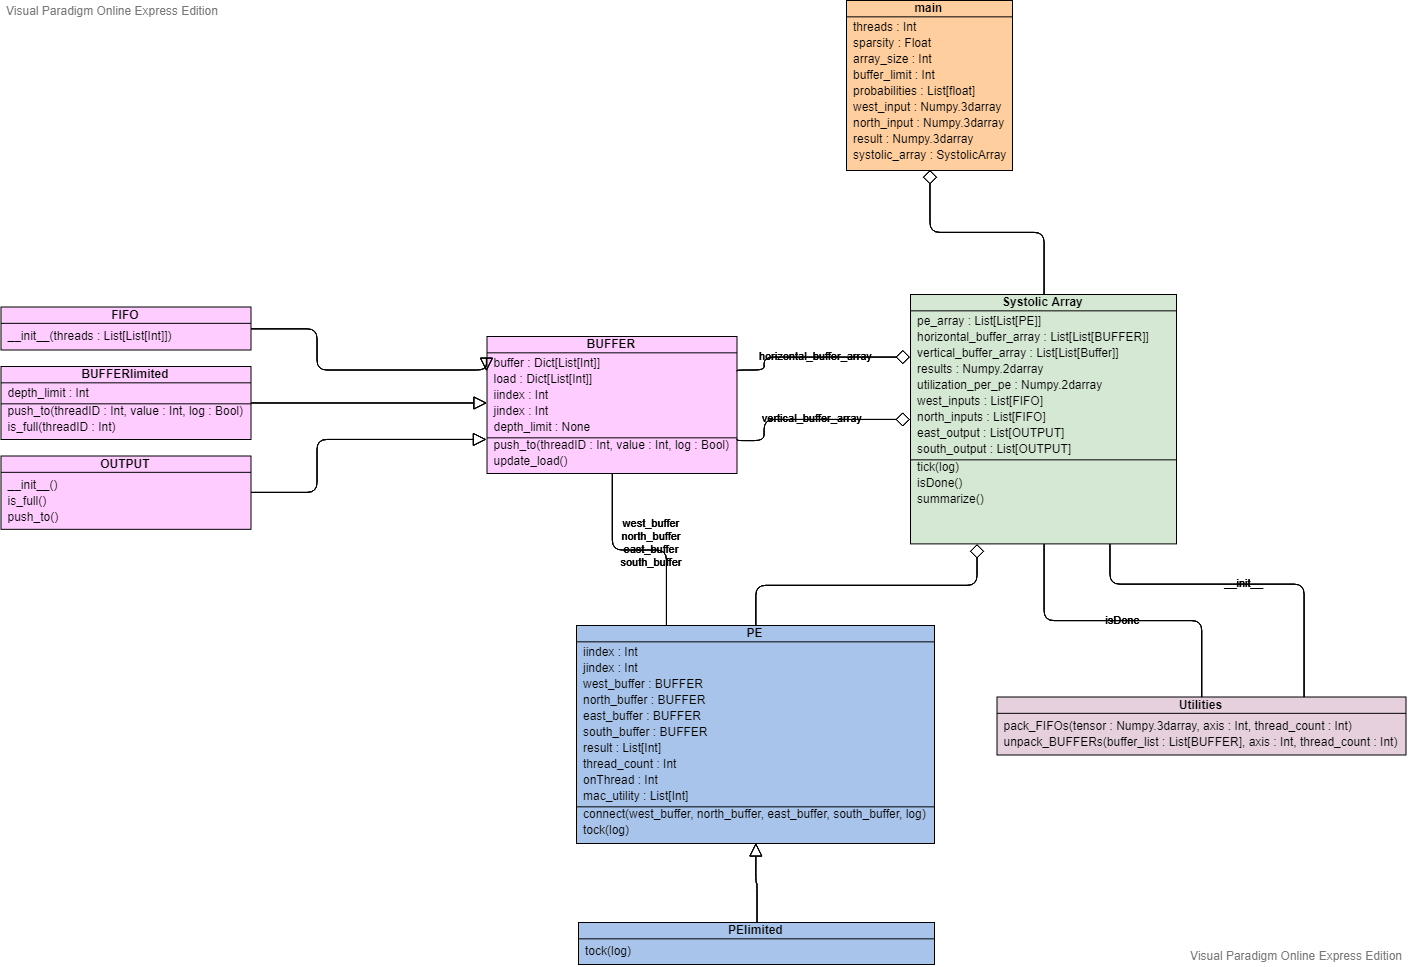 Visual Paradigm Online Express Edition
main
threads : Int
sparsity : Float
array_size : Int
buffer_limit : Int
probabilities : List[float]
west_input : Numpy.3darray
north_input : Numpy.3darray
result : Numpy.3darray
systolic_array : SystolicArray
FIFO
__init__(threads : List[List[Int]])
BUFFERlimited
depth_limit : Int
push_to(threadID : Int, value : Int, log : Bool)
is_full(threadID : Int)
OUTPUT
__init__()
is_full()
push_to()
BUFFER
buffer : Dict[List[Int]]
load : Dict[List[Int]]
iindex : Int
jindex : Int
depth_limit : None
push_to(threadID : Int, value : Int, log : Bool)
update_load()
horizontal_buffer_array
vertical_buffer_array
Systolic Array
pe_array : List[List[PE]]
horizontal_buffer_array : List[List[BUFFER]]
vertical_buffer_array : List[List[Buffer]]
results : Numpy.2darray
utilization_per_pe : Numpy.2darray
west_inputs : List[FIFO]
north_inputs : List[FIFO]
east_output : List[OUTPUT]
south_output : List[OUTPUT]
tick(log)
isDone()
summarize()
west_buffer
north_buffer
east_buffer
south_buffer
__init__
isDone
PE
iindex : Int
jindex : Int
west_buffer : BUFFER
north_buffer : BUFFER
east_buffer : BUFFER
south_buffer : BUFFER
result : List[Int]
thread_count : Int
onThread : Int
mac_utility : List[Int]
connect(west_buffer, north_buffer, east_buffer, south_buffer, log)
tock(log)
Utilities
pack_FIFOs(tensor : Numpy.3darray, axis : Int, thread_count : Int)
unpack_BUFFERs(buffer_list : List[BUFFER], axis : Int, thread_count : Int)
PElimited
tock(log)
Visual Paradigm Online Express Edition